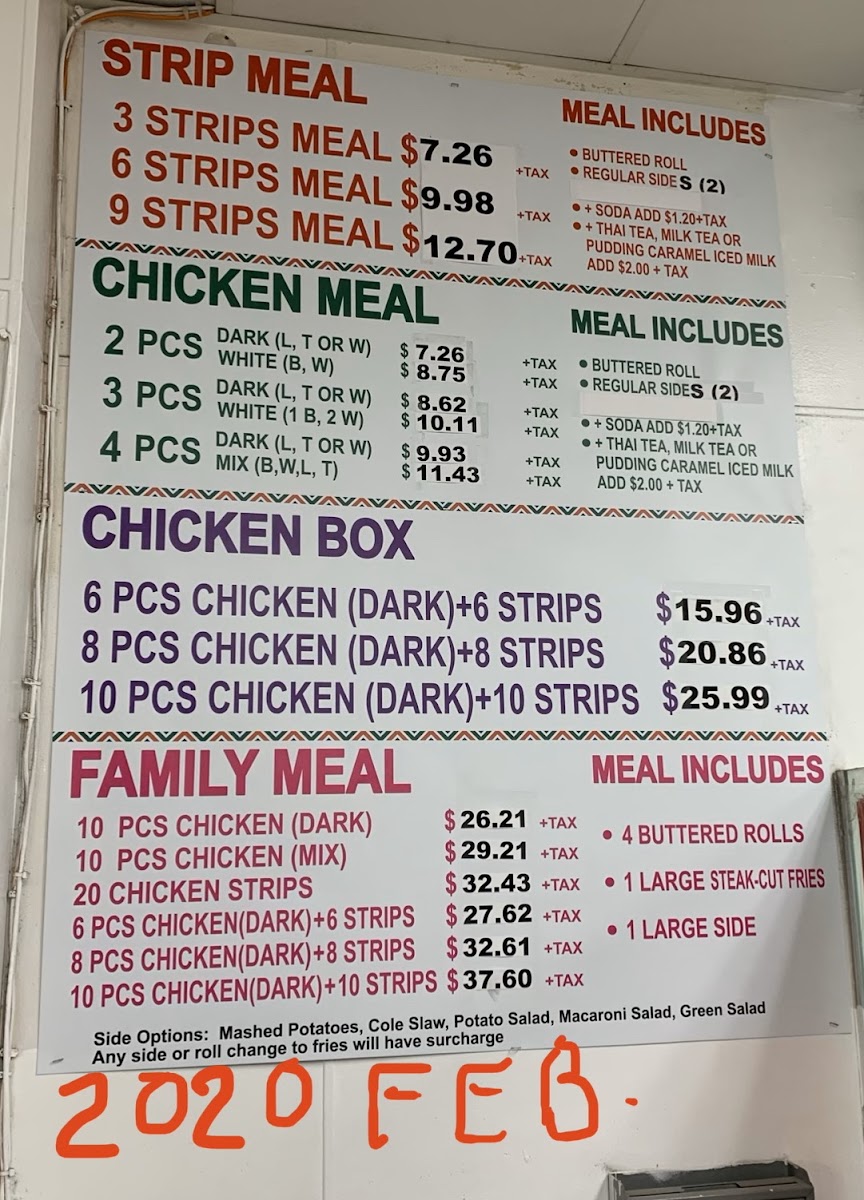 STRIP MEAL
3 STRIPS MEAL $7.26 +TAX
6 STRIPS MEAL $9.98 +TAX
9 STRIPS MEAL $12.70 +TAX
MEAL INCLUDES
• BUTTERED ROLL
• REGULAR SIDES (2)
• + SODA ADD $1.20+TAX
• + THAI TEA, MILK TEA OR
PUDDING CARAMEL ICED MILK
ADD $2.00 + TAX
CHICKEN MEAL
2 PCS DARK (L, T OR W) $ 7.26 +TAX
WHITE (B, W) $ 8.75 +TAX
3 PCS DARK (L, T OR W) $ 8.62 +TAX
WHITE (1 B, 2 W) $ 10.11 +TAX
4 PCS DARK (L, T OR W) $ 9.93 +TAX
MIX (B,W,L, T) $ 11.43 +TAX
MEAL INCLUDES
• BUTTERED ROLL
• REGULAR SIDES (2)
• + SODA ADD $1.20+TAX
• + THAI TEA, MILK TEA OR
PUDDING CARAMEL ICED MILK
ADD $2.00 + TAX
CHICKEN BOX
6 PCS CHICKEN (DARK)+6 STRIPS $15.96 +TAX
8 PCS CHICKEN (DARK)+8 STRIPS $20.86 +TAX
10 PCS CHICKEN (DARK)+10 STRIPS $25.99 +TAX
FAMILY MEAL
10 PCS CHICKEN (DARK) $ 26.21 +TAX
10 PCS CHICKEN (MIX) $ 29.21 +TAX
20 CHICKEN STRIPS $ 32.43 +TAX
6 PCS CHICKEN(DARK)+6 STRIPS $ 27.62 +TAX
8 PCS CHICKEN(DARK)+8 STRIPS $ 32.61 +TAX
10 PCS CHICKEN(DARK)+10 STRIPS $ 37.60 +TAX
MEAL INCLUDES
• 4 BUTTERED ROLLS
• 1 LARGE STEAK-CUT FRIES
• 1 LARGE SIDE
Side Options: Mashed Potatoes, Cole Slaw, Potato Salad, Macaroni Salad, Green Salad
Any side or roll change to fries will have surcharge
2020 FEB.